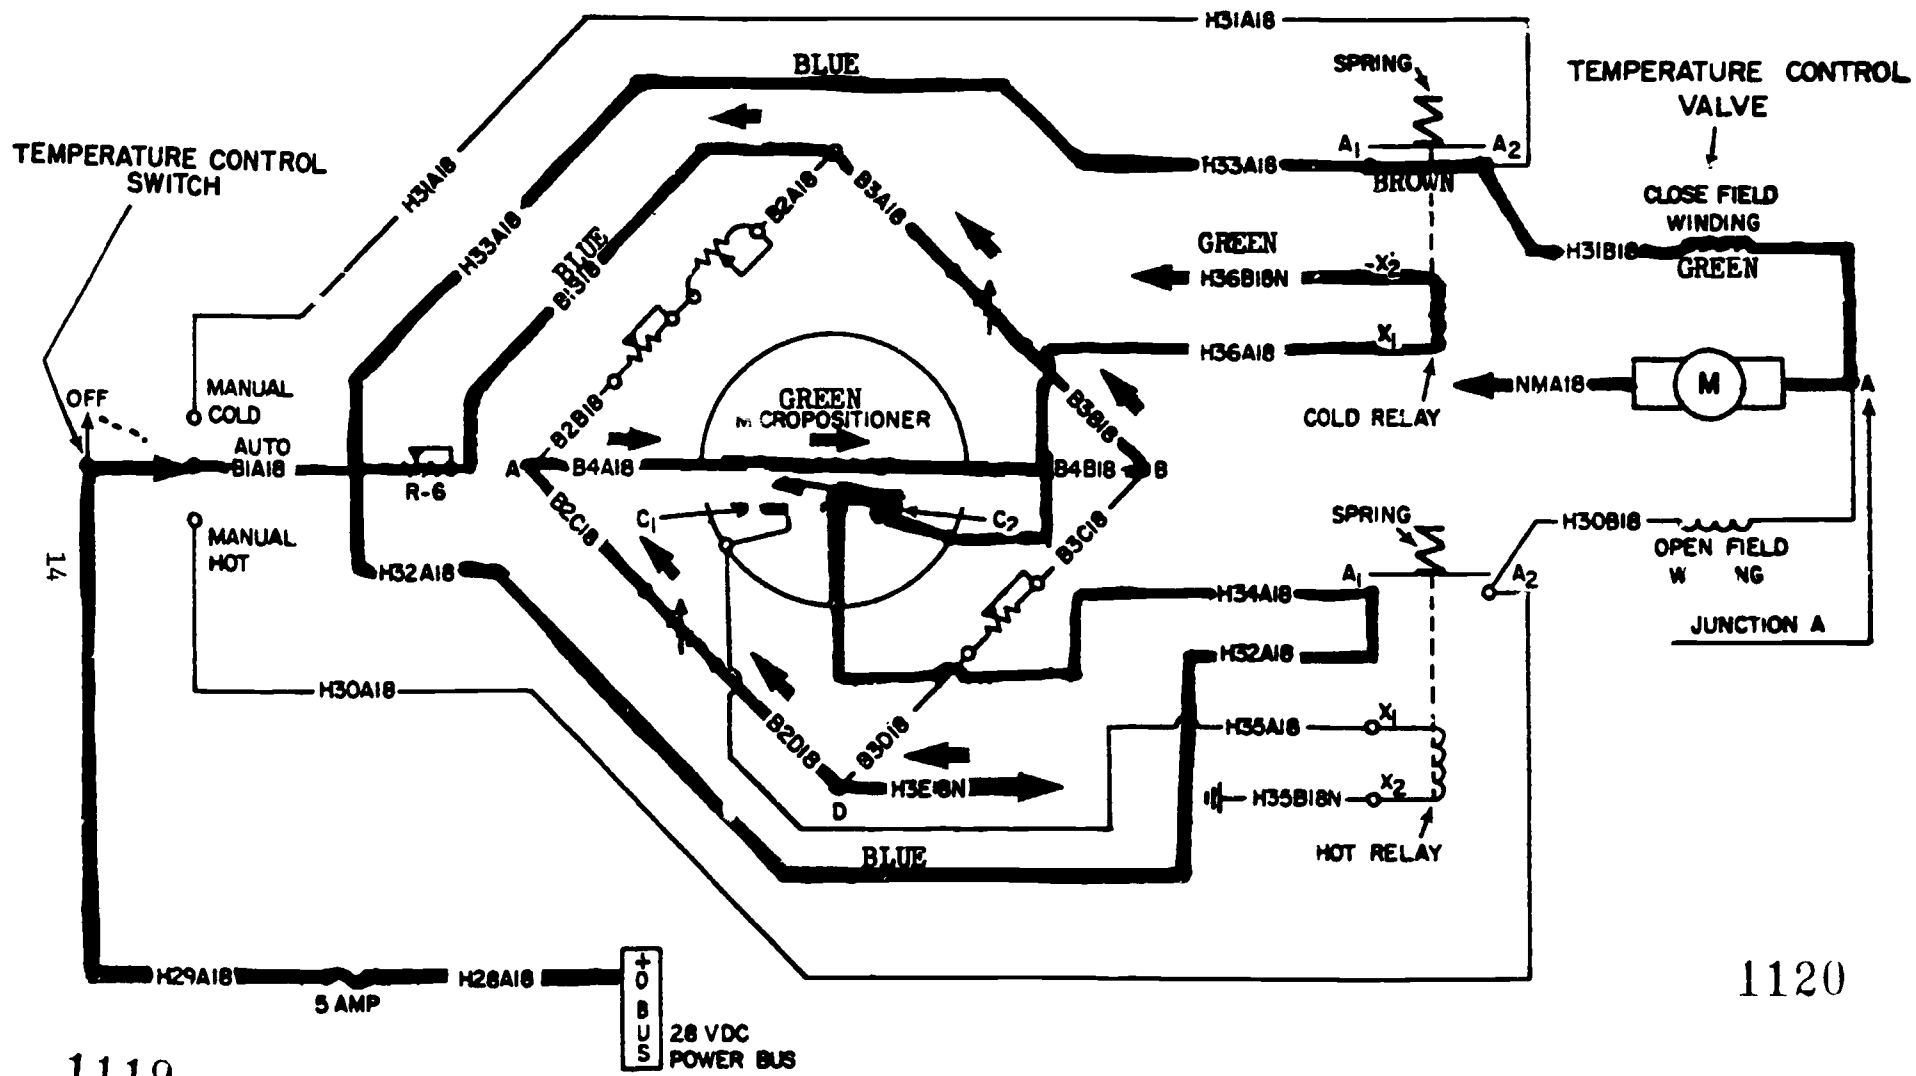 H31A18
BLUE
SPRING
TEMPERATURE CONTROL
VALVE
TEMPERATURE CONTROL
SWITCH
H31A18
B2A18
B3A18
H33A18
A1
A2
BROWN
CLOSE FIELD
WINDING
H33A18
BLUE
B1318
GREEN
H36B18N
X2
H31B18
GREEN
X1
H36A18
OFF
MANUAL
COLD
GREEN
CROPOSITIONER
B2B18
B3B18
NMA18
M
A
COLD RELAY
AUTO
B1A18
R-6
A
B4A18
B4B18
B
B2C18
C1
C2
B3C18
SPRING
H30B18
MANUAL
HOT
OPEN FIELD
W NG
14
H32A18
A1
A2
H34A18
JUNCTION A
H32A18
H30A18
B2D18
B3D18
H35A18
X1
H3E18N
D
H35B18N
X2
BLUE
HOT RELAY
H29A18
5 AMP
H28A18
+
O
B
U
S
28 VDC
POWER BUS
1120
1119